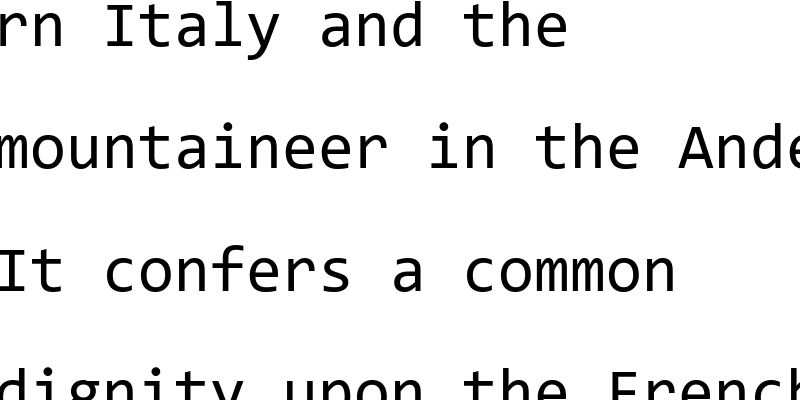 rn Italy and the
mountaineer in the Ande
It confers a common
dignity upon the French